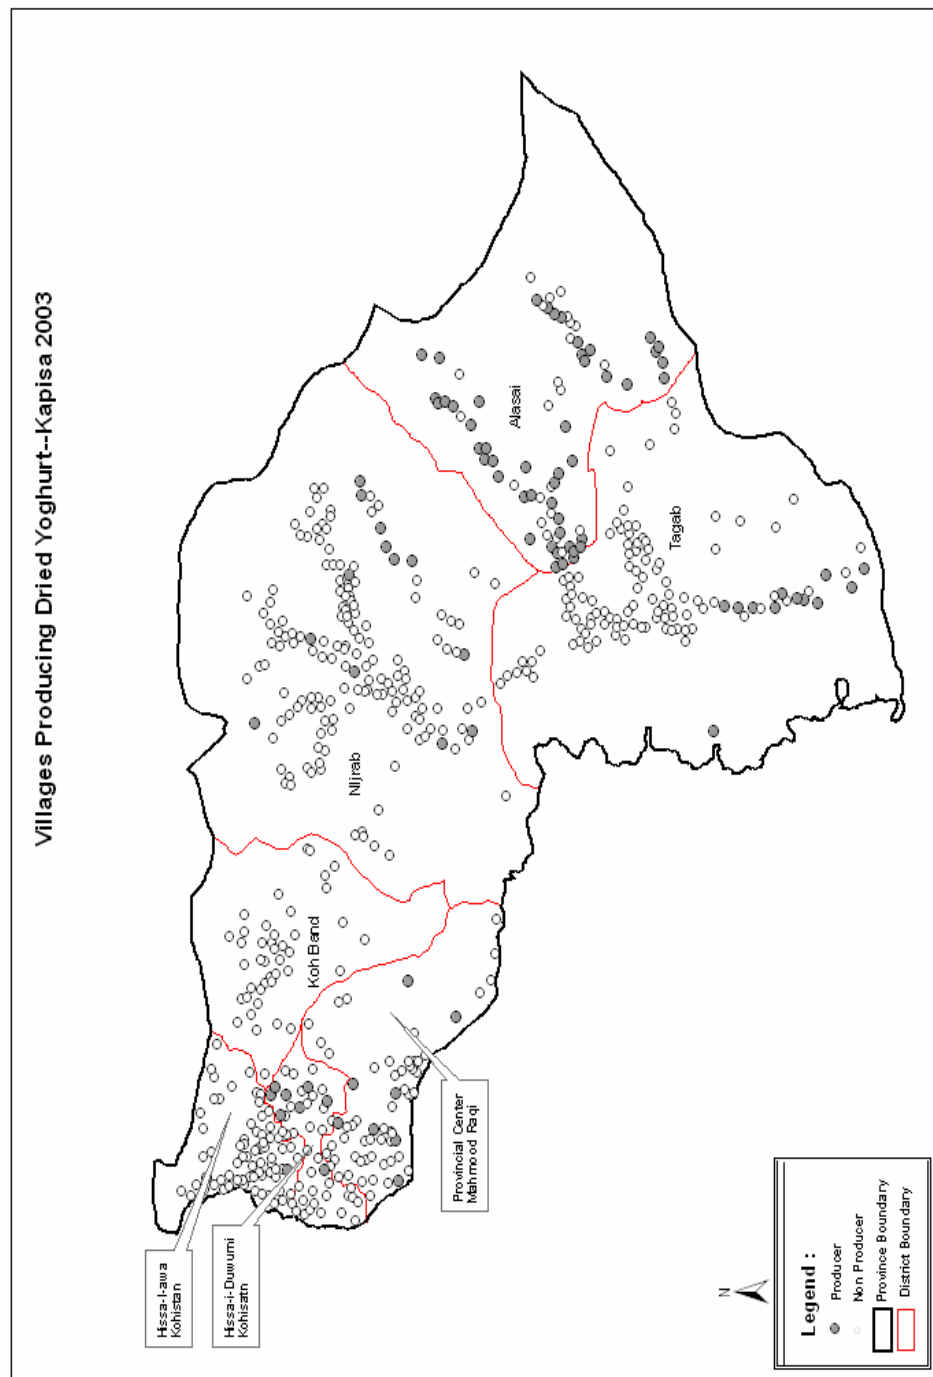 Villages Producing Dried Yoghurt--Kapisa 2003
Alasai
Tagab
NIjrab
Koh Band
Provincial Center
Mahmood Raqi
Hissa-I-awa
Kohistan
Hissa-i-Duwumi
Kohisatn
N
Legend :
Producer
Non Producer
Province Boundary
District Boundary